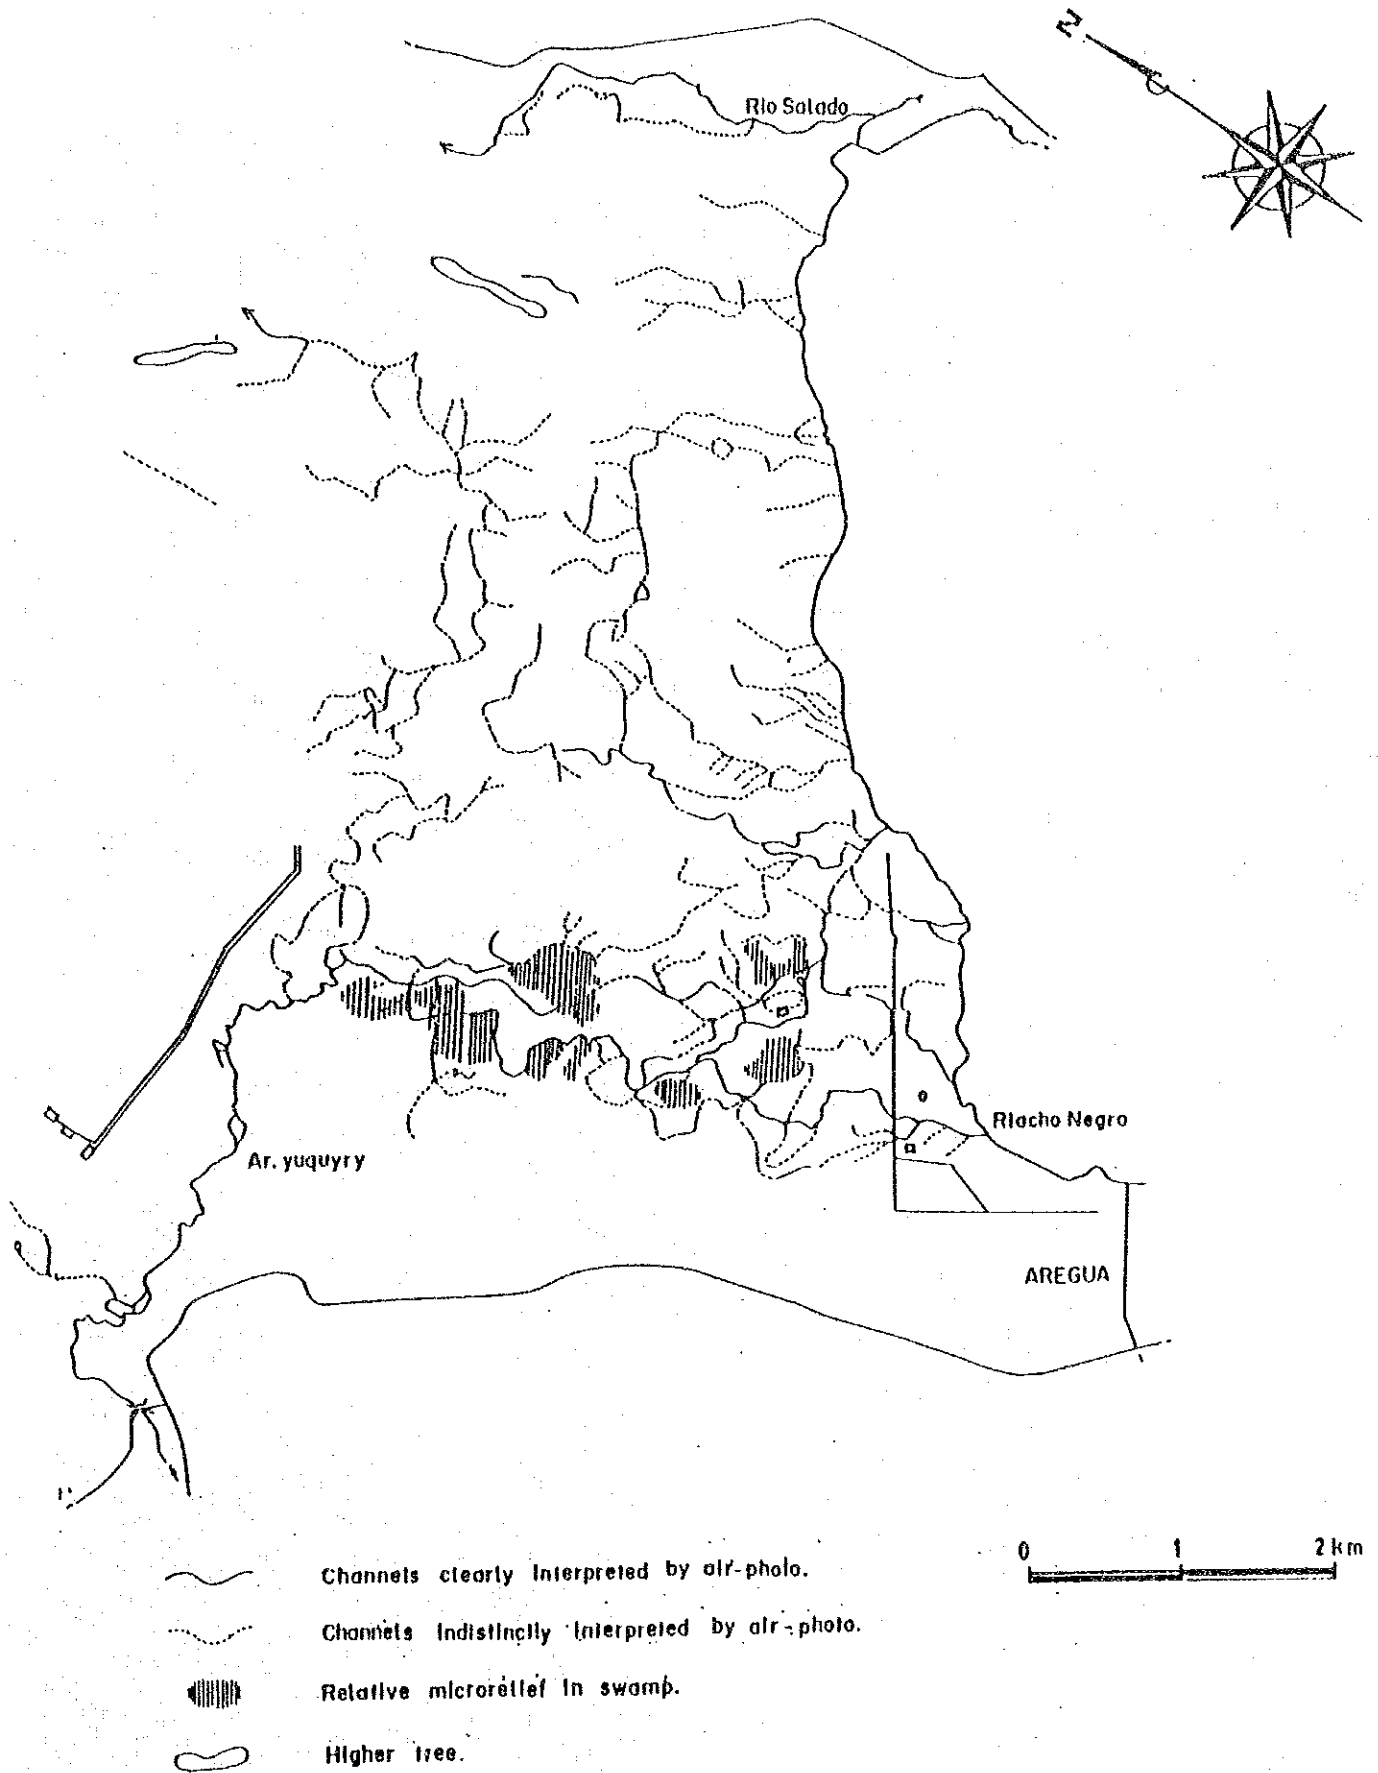 N
Rio Salado
Riacho Negro
Ar. yuquyry
AREGUA
0 1 2 km
Channels clearly interpreted by air-photo.
Channels indistinctly interpreted by air-photo.
Relative microrelief in swamp.
Higher tree.